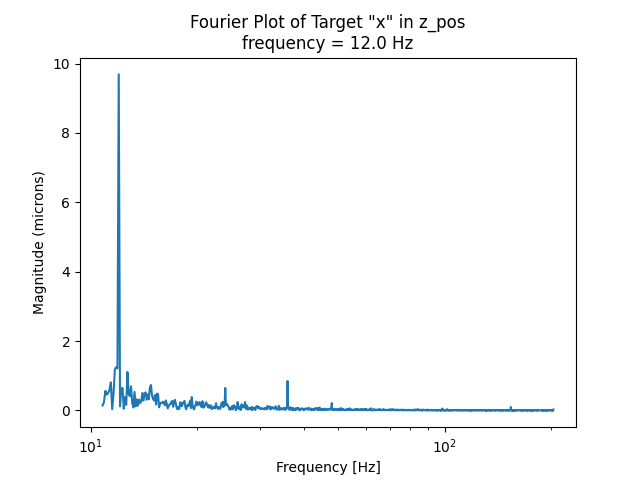 Fourier Plot of Target "x" in z_pos
frequency = 12.0 Hz
10
8
6
4
2
0
Magnitude (microns)
10¹
10²
Frequency [Hz]